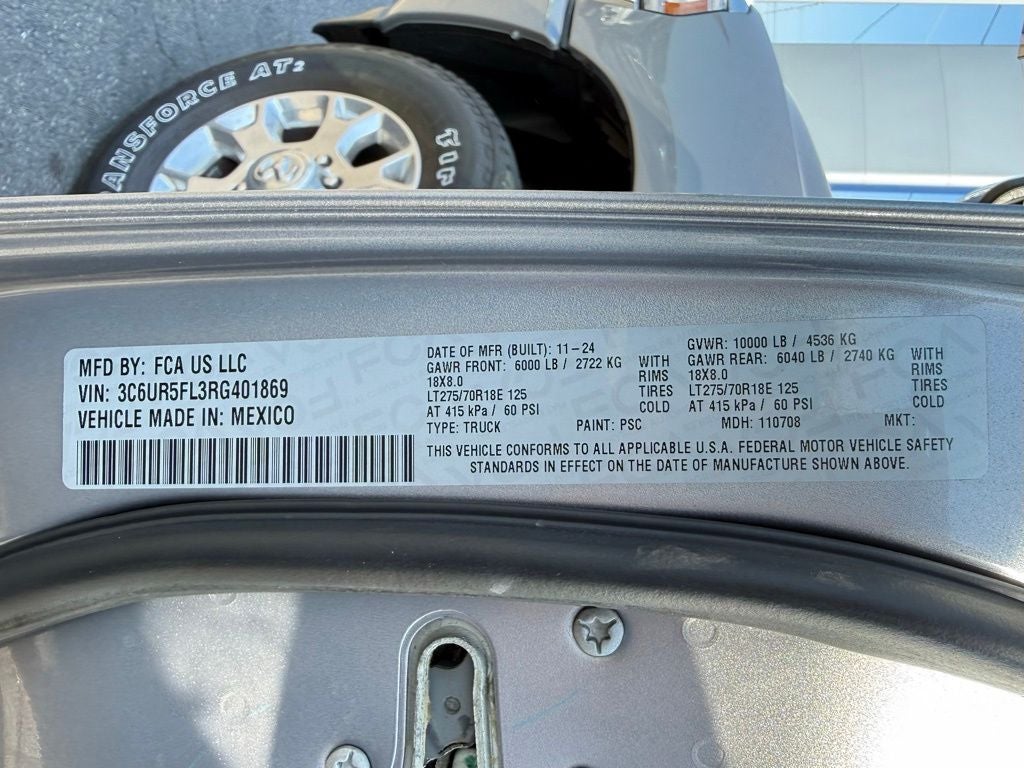 ANSFORCE AT2
MFD BY: FCA US LLC
VIN: 3C6UR5FL3RG401869
VEHICLE MADE IN: MEXICO
DATE OF MFR (BUILT): 11-24
GAWR FRONT: 6000 LB / 2722 KG WITH
18X8.0 RIMS
LT275/70R18E 125 TIRES
AT 415 kPa / 60 PSI COLD
TYPE: TRUCK PAINT: PSC MDH: 110708 MKT:
GVWR: 10000 LB / 4536 KG
GAWR REAR: 6040 LB / 2740 KG WITH
18X8.0 RIMS
LT275/70R18E 125 TIRES
AT 415 kPa / 60 PSI COLD
THIS VEHICLE CONFORMS TO ALL APPLICABLE U.S.A. FEDERAL MOTOR VEHICLE SAFETY
STANDARDS IN EFFECT ON THE DATE OF MANUFACTURE SHOWN ABOVE.